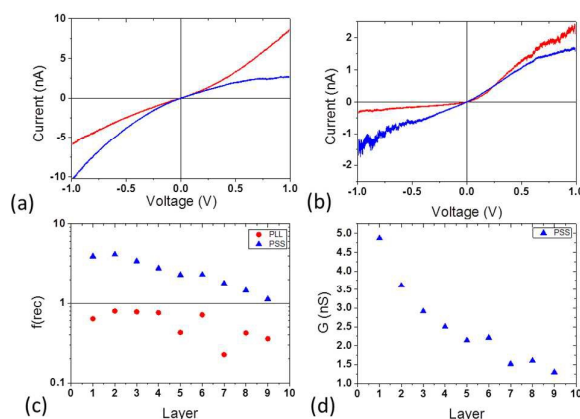 10
5
0
-5
-10
Current (nA)
-1.0 -0.5 0.0 0.5 1.0
Voltage (V)
(a)
2
1
0
-1
-2
Current (nA)
-1.0 -0.5 0.0 0.5 1.0
Voltage (V)
(b)
10
1
0.1
f(rec)
PLL
PSS
0 1 2 3 4 5 6 7 8 9 10
Layer
(c)
5.0
4.5
4.0
3.5
3.0
2.5
2.0
1.5
1.0
G (nS)
PSS
0 1 2 3 4 5 6 7 8 9 10
Layer
(d)